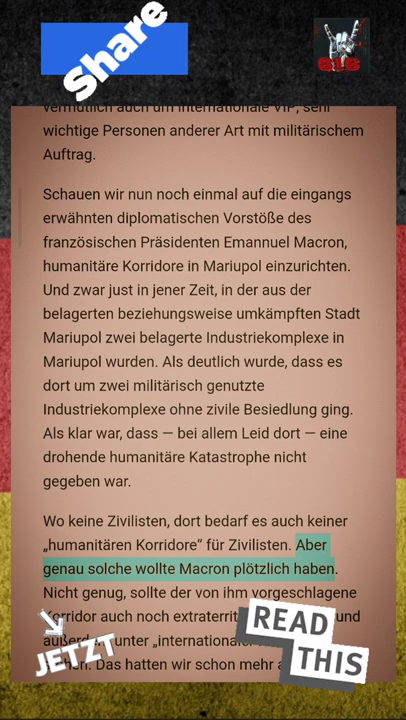 Share
vermutlich auch um internationale VIP, sehr
wichtige Personen anderer Art mit militärischem
Auftrag.
Schauen wir nun noch einmal auf die eingangs
erwähnten diplomatischen Vorstöße des
französischen Präsidenten Emannuel Macron,
humanitäre Korridore in Mariupol einzurichten.
Und zwar just in jener Zeit, in der aus der
belagerten beziehungsweise umkämpften Stadt
Mariupol zwei belagerte Industriekomplexe in
Mariupol wurden. Als deutlich wurde, dass es
dort um zwei militärisch genutzte
Industriekomplexe ohne zivile Besiedlung ging.
Als klar war, dass — bei allem Leid dort — eine
drohende humanitäre Katastrophe nicht
gegeben war.
Wo keine Zivilisten, dort bedarf es auch keiner
„humanitären Korridore“ für Zivilisten. Aber
genau solche wollte Macron plötzlich haben.
Nicht genug, sollte der von ihm vorgeschlagene
Korridor auch noch und
unter
Das hatten wir schon mehr
JETZT
READ
THIS